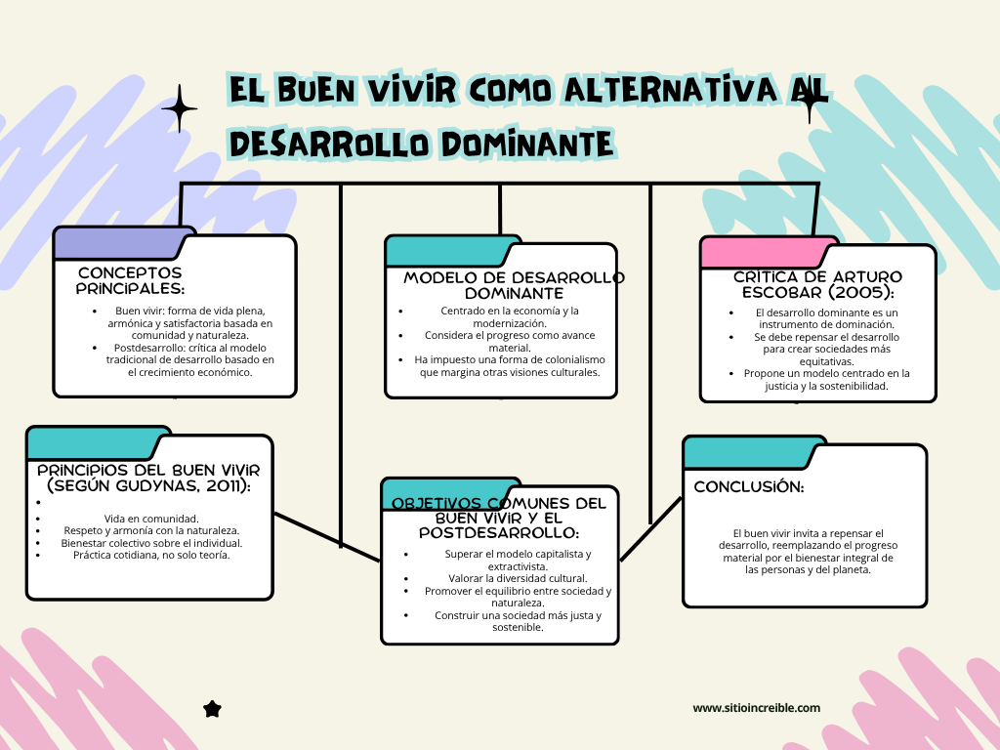 EL BUEN VIVIR COMO ALTERNATIVA AL
DESARROLLO DOMINANTE
CONCEPTOS
PRINCIPALES:
• Buen vivir: forma de vida plena,
armónica y satisfactoria basada en
comunidad y naturaleza.
• Postdesarrollo: crítica al modelo
tradicional de desarrollo basado en
el crecimiento económico.
MODELO DE DESARROLLO
DOMINANTE
• Centrado en la economía y la
modernización.
• Considera el progreso como avance
material.
• Ha impuesto una forma de colonialismo
que margina otras visiones culturales.
CRÍTICA DE ARTURO
ESCOBAR (2005):
• El desarrollo dominante es un
instrumento de dominación.
• Se debe repensar el desarrollo
para crear sociedades más
equitativas.
• Propone un modelo centrado en la
justicia y la sostenibilidad.
PRINCIPIOS DEL BUEN VIVIR
(SEGÚN GUDYNAS, 2011):
•
• Vida en comunidad.
• Respeto y armonía con la naturaleza.
• Bienestar colectivo sobre el individual.
• Práctica cotidiana, no solo teoría.
OBJETIVOS COMUNES DEL
BUEN VIVIR Y EL
POSTDESARROLLO:
• Superar el modelo capitalista y
extractivista.
• Valorar la diversidad cultural.
• Promover el equilibrio entre sociedad y
naturaleza.
• Construir una sociedad más justa y
sostenible.
CONCLUSIÓN:
El buen vivir invita a repensar el
desarrollo, reemplazando el progreso
material por el bienestar integral de
las personas y del planeta.
www.sitioincreible.com